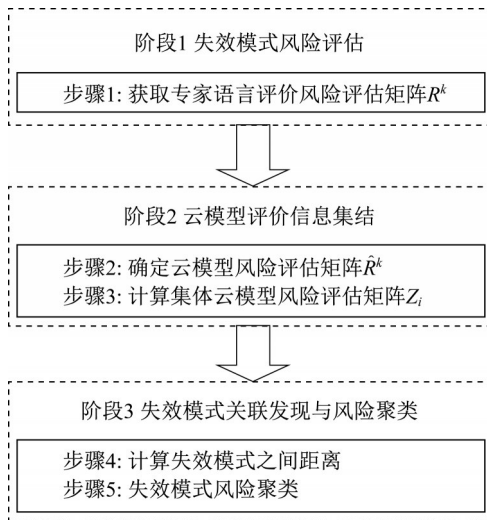 阶段1 失效模式风险评估
步骤1: 获取专家语言评价风险评估矩阵Rᵏ
阶段2 云模型评价信息集结
步骤2: 确定云模型风险评估矩阵R̂ᵏ
步骤3: 计算集体云模型风险评估矩阵Zᵢ
阶段3 失效模式关联发现与风险聚类
步骤4: 计算失效模式之间距离
步骤5: 失效模式风险聚类